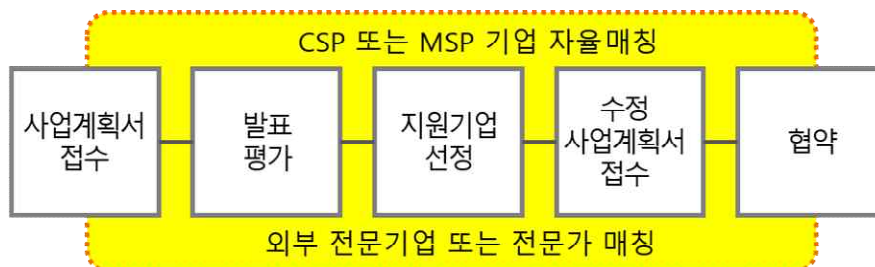 CSP 또는 MSP 기업 자율매칭
사업계획서
접수
발표
평가
지원기업
선정
수정
사업계획서
접수
협약
외부 전문기업 또는 전문가 매칭